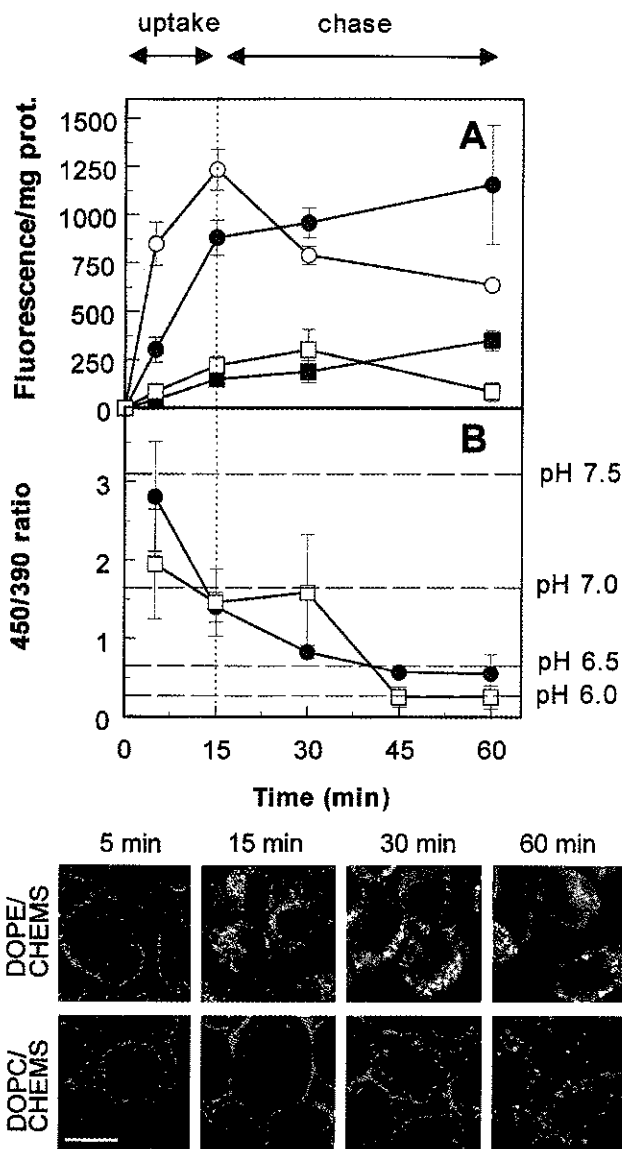 uptake chase
A
Fluorescence/mg prot.
1500
1250
1000
750
500
250
0
B
450/390 ratio
3
2
1
0
pH 7.5
pH 7.0
pH 6.5
pH 6.0
0 15 30 45 60
Time (min)
5 min 15 min 30 min 60 min
DOPE/
CHEMS
DOPC/
CHEMS